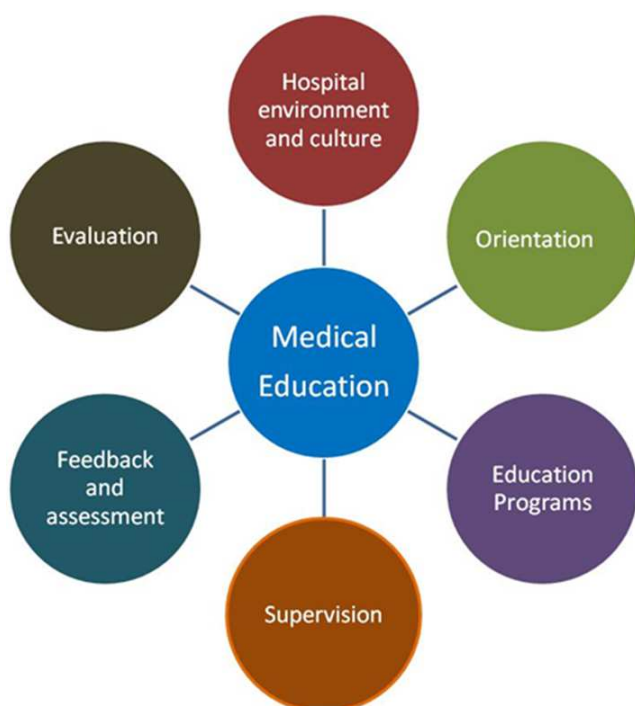 Hospital
environment
and culture
Evaluation
Orientation
Medical
Education
Feedback
and
assessment
Education
Programs
Supervision